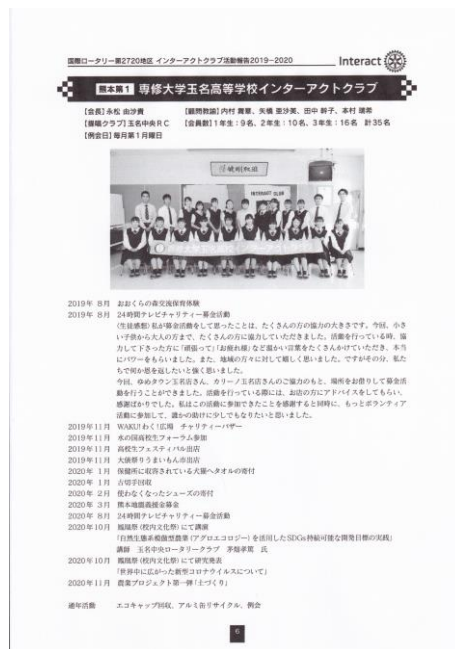 国際ロータリー第2720地区 インターアクトクラブ活動報告2019-2020
Interact
熊本第1 専修大学玉名高等学校インターアクトクラブ
【会長】永松 由沙貴 【顧問教諭】内村 貴章、矢橋 亜沙美、田中 幹子、本村 瑞希
【提唱クラブ】玉名中央RC 【会員数】1年生:9名、2年生:10名、3年生:16名 計35名
【例会日】毎月第1月曜日
INTERACT CLUB
専修大学玉名高校インターアクトクラブ
2019年 8月 おおくらの森交流保育体験
2019年 8月 24時間テレビチャリティー募金活動
(生徒感想)私が募金活動をして思ったことは、たくさんの方の協力の大きさです。今回、小さ
い子供から大人の方まで、たくさんの方に協力していただきました。活動を行っている時、協
力して下さった方に「頑張って」「お疲れ様」など温かい言葉をたくさんかけていただき、本当
にパワーをもらいました。また、地域の方々に対して嬉しく思いました。ですがその分、私た
ちで何か恩を返したいと強く思いました。
今回、ゆめタウン玉名店さん、カリーノ玉名店さんのご協力のもと、場所をお借りして募金活
動を行うことができました。活動を行っている際には、お店の方にアドバイスをしてもらい、
感謝ばかりでした。私はこの活動に参加できたことを感謝すると同時に、もっとボランティア
活動に参加して、誰かの助けに少しでもなりたいと思いました。
2019年11月 WAKU!わく!広場 チャリティーバザー
2019年11月 水の国高校生フォーラム参加
2019年11月 高校生フェスティバル出店
2019年11月 大俵祭りうまいもん市出店
2020年 1月 保健所に収容されている犬猫へタオルの寄付
2020年 1月 古切手回収
2020年 2月 使わなくなったシューズの寄付
2020年 3月 熊本地震義援金募金
2020年 8月 24時間テレビチャリティー募金活動
2020年10月 鳳凰祭(校内文化祭)にて講演
「自然生態系模倣型農業(アグロエコロジー)を活用したSDGs持続可能な開発目標の実践」
講師 玉名中央ロータリークラブ 茅畑孝篤 氏
2020年10月 鳳凰祭(校内文化祭)にて研究発表
「世界中に広がった新型コロナウイルスについて」
2020年11月 農業プロジェクト第一弾「土づくり」
通年活動 エコキャップ回収、アルミ缶リサイクル、例会
6